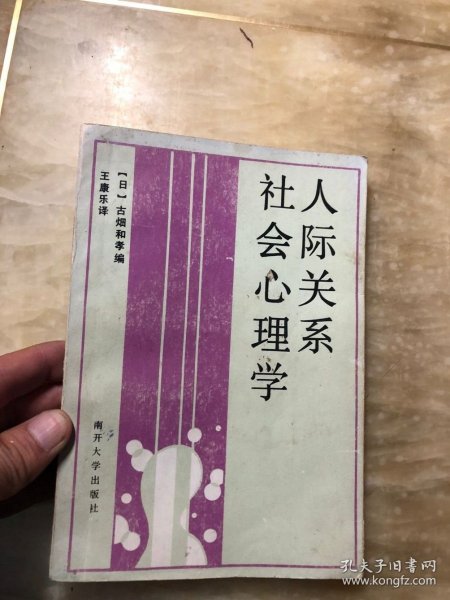 人际关系
社会心理学
【日】古烟和孝编
王康乐译
南开大学出版社
孔夫子旧书网
www.kongfz.com